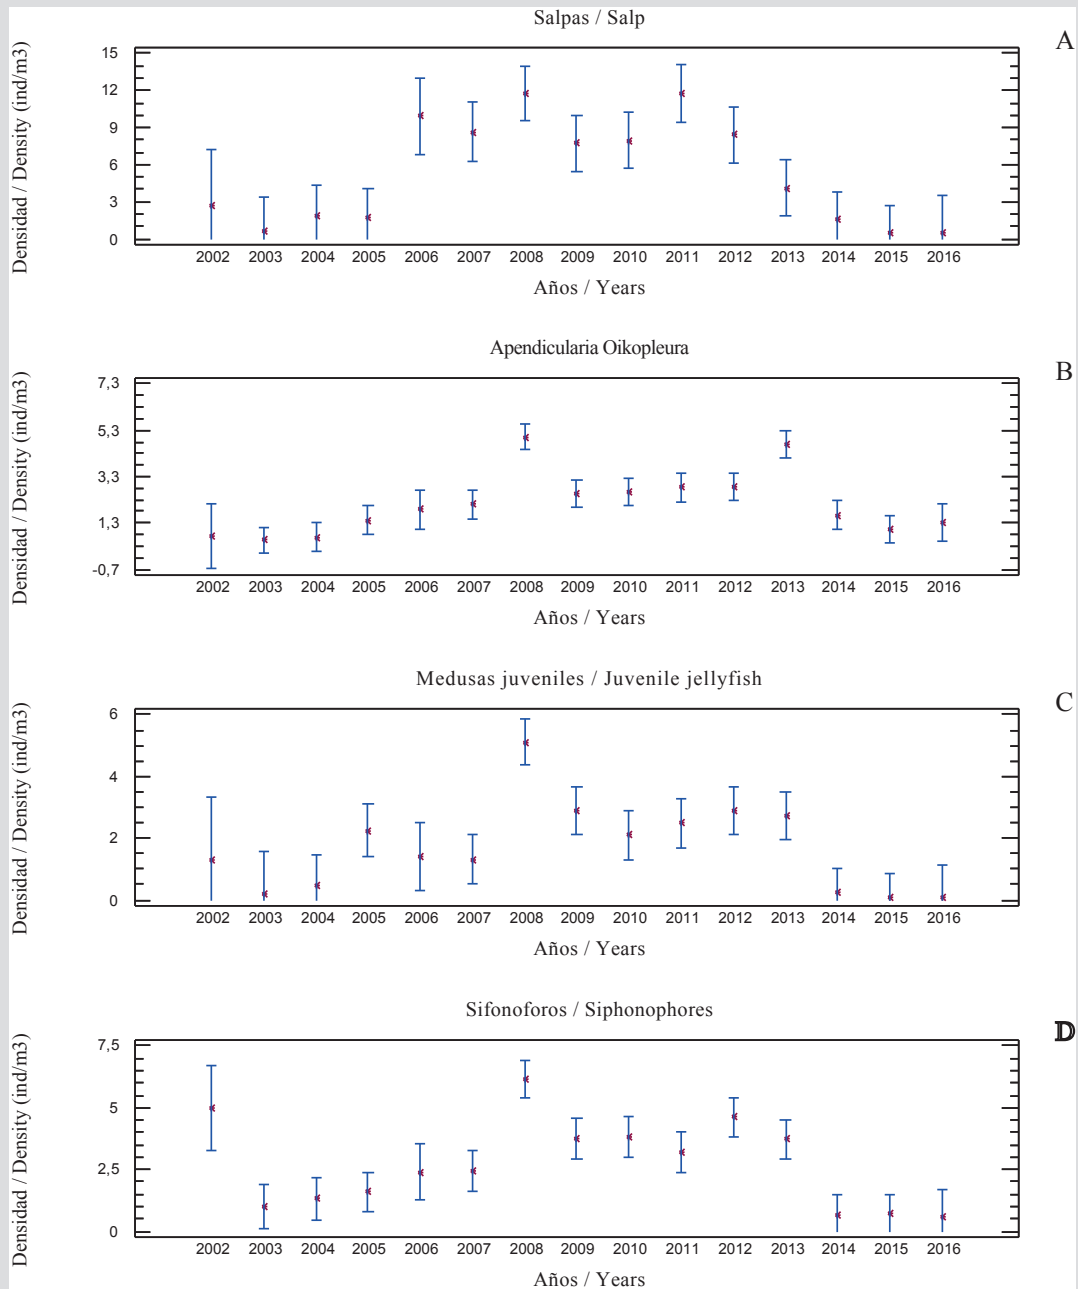 Salpas / Salp
A
Densidad / Density (ind/m3)
15
12
9
6
3
0
2002 2003 2004 2005 2006 2007 2008 2009 2010 2011 2012 2013 2014 2015 2016
Años / Years
Apendicularia Oikopleura
B
Densidad / Density (ind/m3)
7,3
5,3
3,3
1,3
-0,7
2002 2003 2004 2005 2006 2007 2008 2009 2010 2011 2012 2013 2014 2015 2016
Años / Years
Medusas juveniles / Juvenile jellyfish
C
Densidad / Density (ind/m3)
6
4
2
0
2002 2003 2004 2005 2006 2007 2008 2009 2010 2011 2012 2013 2014 2015 2016
Años / Years
Sifonoforos / Siphonophores
D
Densidad / Density (ind/m3)
7,5
5
2,5
0
2002 2003 2004 2005 2006 2007 2008 2009 2010 2011 2012 2013 2014 2015 2016
Años / Years